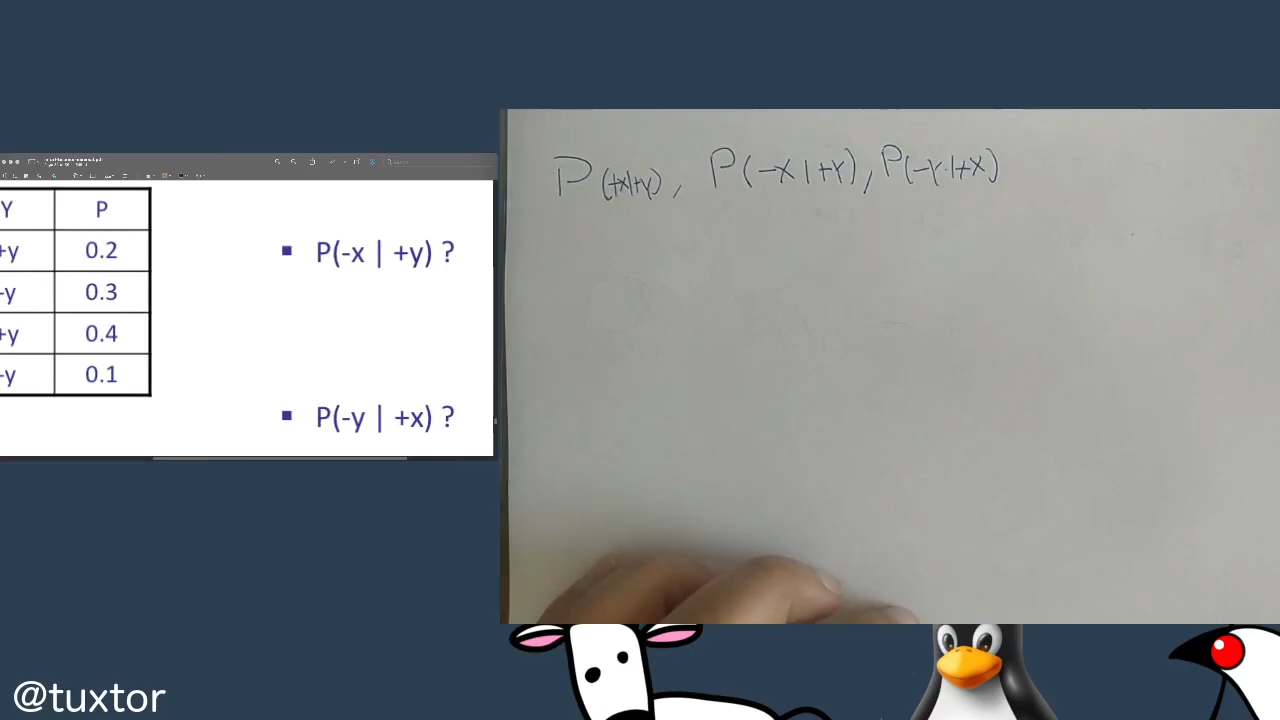 Y P
+y 0.2
-y 0.3
+y 0.4
-y 0.1
▪ P(-x | +y) ?
▪ P(-y | +x) ?
P(+x|+y), P(-x|+y), P(-y|+x)
@tuxtor